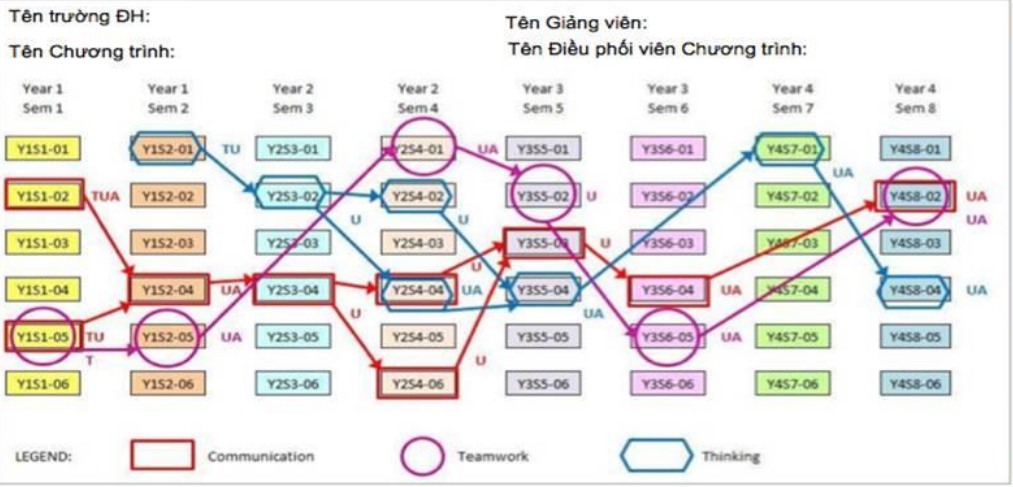 Tên trường ĐH:
Tên Giảng viên:
Tên Chương trình:
Tên Điều phối viên Chương trình:
Year 1 Year 1 Year 2 Year 2 Year 3 Year 3 Year 4 Year 4
Sem 1 Sem 2 Sem 3 Sem 4 Sem 5 Sem 6 Sem 7 Sem 8
Y1S1-01 Y1S2-01 TU Y2S3-01 Y2S4-01 UA Y3S5-01 Y3S6-01 Y4S7-01 Y4S8-01
UA
Y1S1-02 TUA Y1S2-02 Y2S3-02 Y2S4-02 Y3S5-02 U Y3S6-02 Y4S7-02 Y4S8-02 UA
U U UA
Y1S1-03 Y1S2-03 Y2S3-03 Y2S4-03 Y3S5-03 U Y3S6-03 Y4S7-03 Y4S8-03
U
Y1S1-04 Y1S2-04 UA Y2S3-04 Y2S4-04 UA Y3S5-04 Y3S6-04 UA Y4S7-04 Y4S8-04 UA
U UA
Y1S1-05 TU Y1S2-05 UA Y2S3-05 Y2S4-05 Y3S5-05 Y3S6-05 UA Y4S7-05 Y4S8-05
T U
Y1S1-06 Y1S2-06 Y2S3-06 Y2S4-06 Y3S5-06 Y3S6-06 Y4S7-06 Y4S8-06
LEGEND: Communication Teamwork Thinking